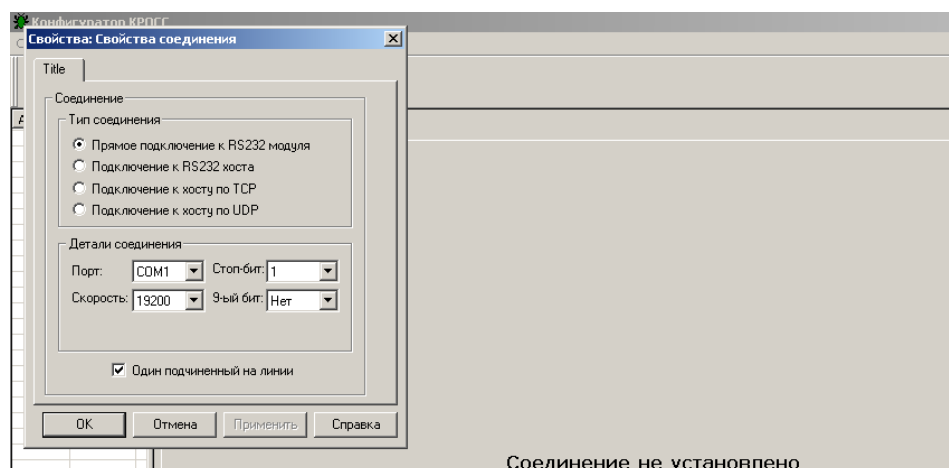 Конфигуратор КРОСС
Свойства: Свойства соединения
Title
Соединение
Тип соединения
Прямое подключение к RS232 модуля
Подключение к RS232 хоста
Подключение к хосту по TCP
Подключение к хосту по UDP
Детали соединения
Порт: COM1 Стоп-бит: 1
Скорость: 19200 9-ый бит: Нет
Один подчиненный на линии
OK Отмена Применить Справка
Соединение не установлено